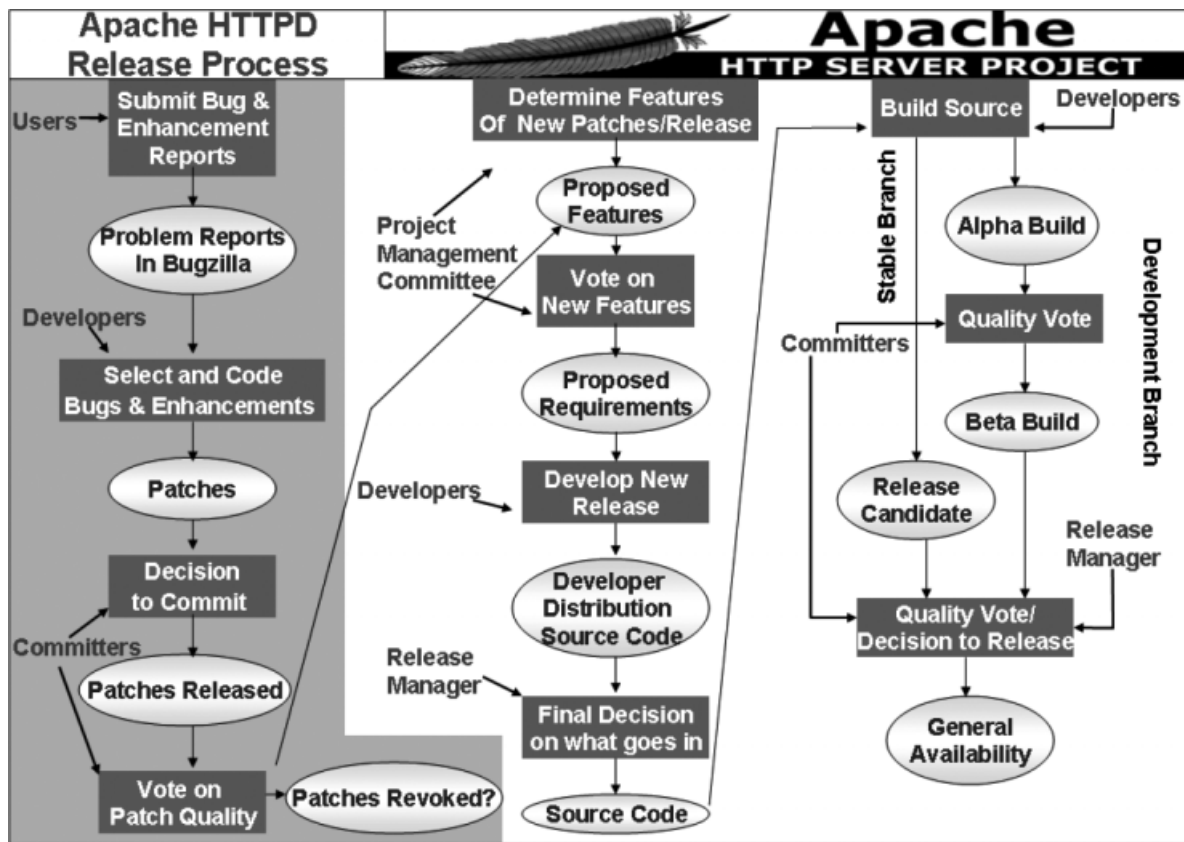 Apache HTTPD
Release Process
Apache
HTTP SERVER PROJECT
Users
Submit Bug &
Enhancement
Reports
Problem Reports
In Bugzilla
Developers
Select and Code
Bugs & Enhancements
Patches
Decision
to Commit
Committers
Patches Released
Vote on
Patch Quality
Patches Revoked?
Determine Features
Of New Patches/Release
Proposed
Features
Project
Management
Committee
Vote on
New Features
Proposed
Requirements
Developers
Develop New
Release
Developer
Distribution
Source Code
Release
Manager
Final Decision
on what goes in
Source Code
Build Source
Developers
Stable Branch
Alpha Build
Development Branch
Committers
Quality Vote
Beta Build
Release
Candidate
Release
Manager
Quality Vote/
Decision to Release
General
Availability